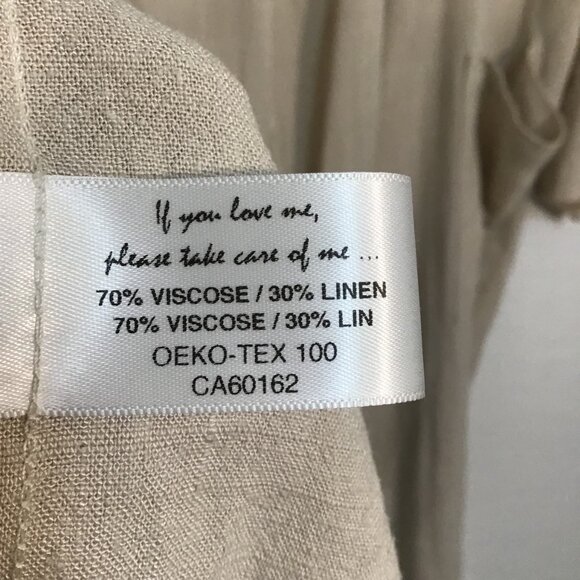 If you love me,
please take care of me ...
70% VISCOSE / 30% LINEN
70% VISCOSE / 30% LIN
OEKO-TEX 100
CA60162